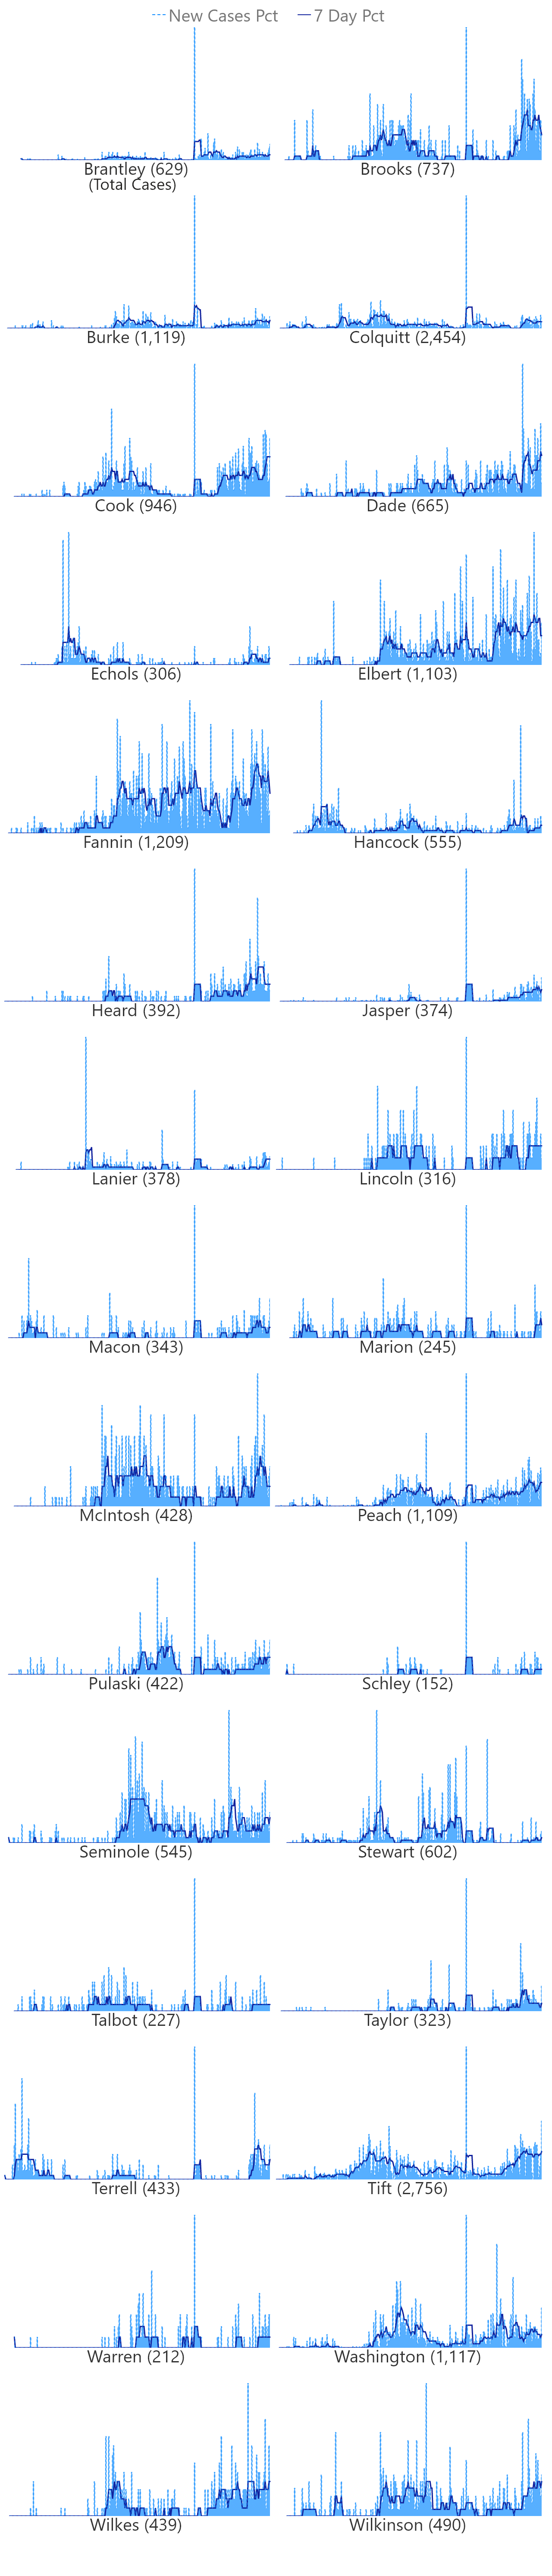 New Cases Pct 7 Day Pct
Brantley (629) Brooks (737)
(Total Cases)
Burke (1,119) Colquitt (2,454)
Cook (946) Dade (665)
Echols (306) Elbert (1,103)
Fannin (1,209) Hancock (555)
Heard (392) Jasper (374)
Lanier (378) Lincoln (316)
Macon (343) Marion (245)
McIntosh (428) Peach (1,109)
Pulaski (422) Schley (152)
Seminole (545) Stewart (602)
Talbot (227) Taylor (323)
Terrell (433) Tift (2,756)
Warren (212) Washington (1,117)
Wilkes (439) Wilkinson (490)